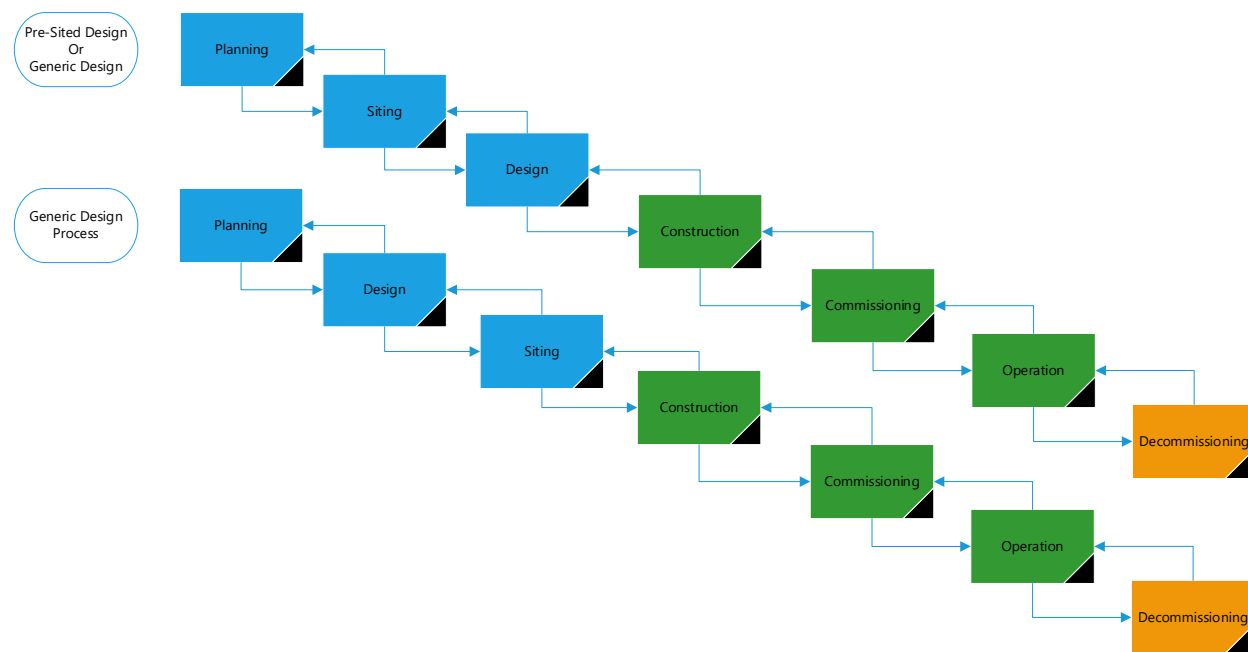 Pre-Sited Design
Or
Generic Design
Planning
Siting
Design
Construction
Commissioning
Operation
Decommissioning
Generic Design
Process
Planning
Design
Siting
Construction
Commissioning
Operation
Decommissioning